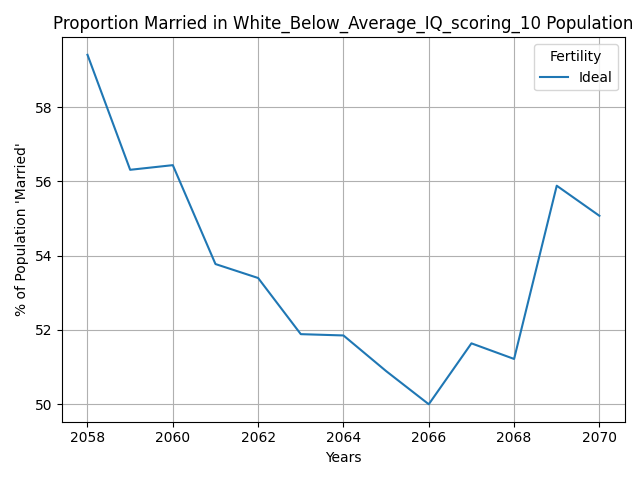 Proportion Married in White_Below_Average_IQ_scoring_10 Population
Fertility
Ideal
% of Population 'Married'
58
56
54
52
50
2058 2060 2062 2064 2066 2068 2070
Years